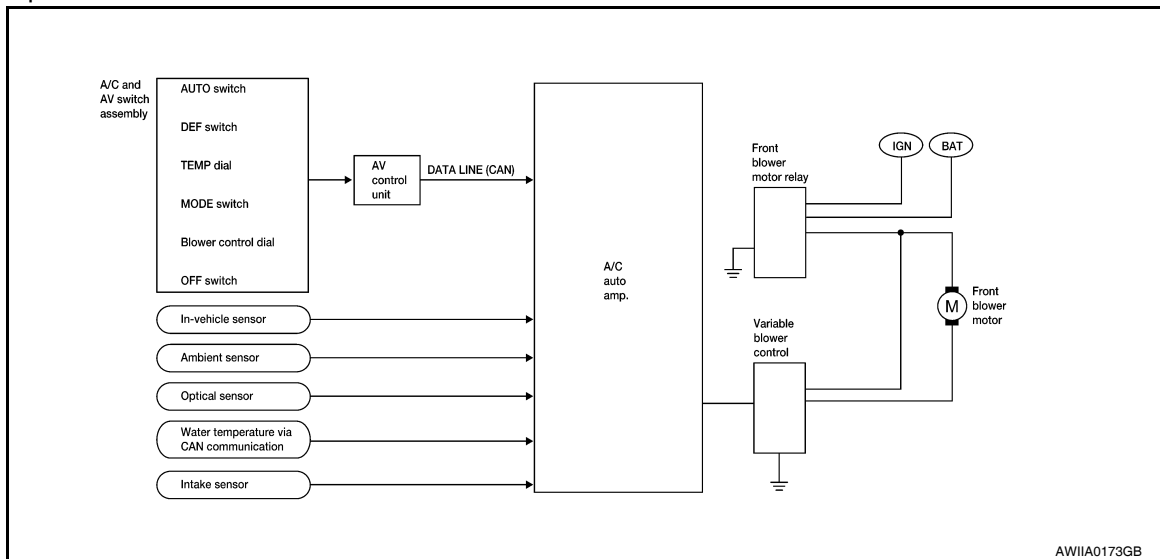 A/C and
AV switch
assembly
AUTO switch
DEF switch
TEMP dial
MODE switch
Blower control dial
OFF switch
AV
control
unit
DATA LINE (CAN)
In-vehicle sensor
Ambient sensor
Optical sensor
Water temperature via
CAN communication
Intake sensor
A/C
auto
amp.
Front
blower
motor relay
IGN
BAT
M
Front
blower
motor
Variable
blower
control
AWIIA0173GB